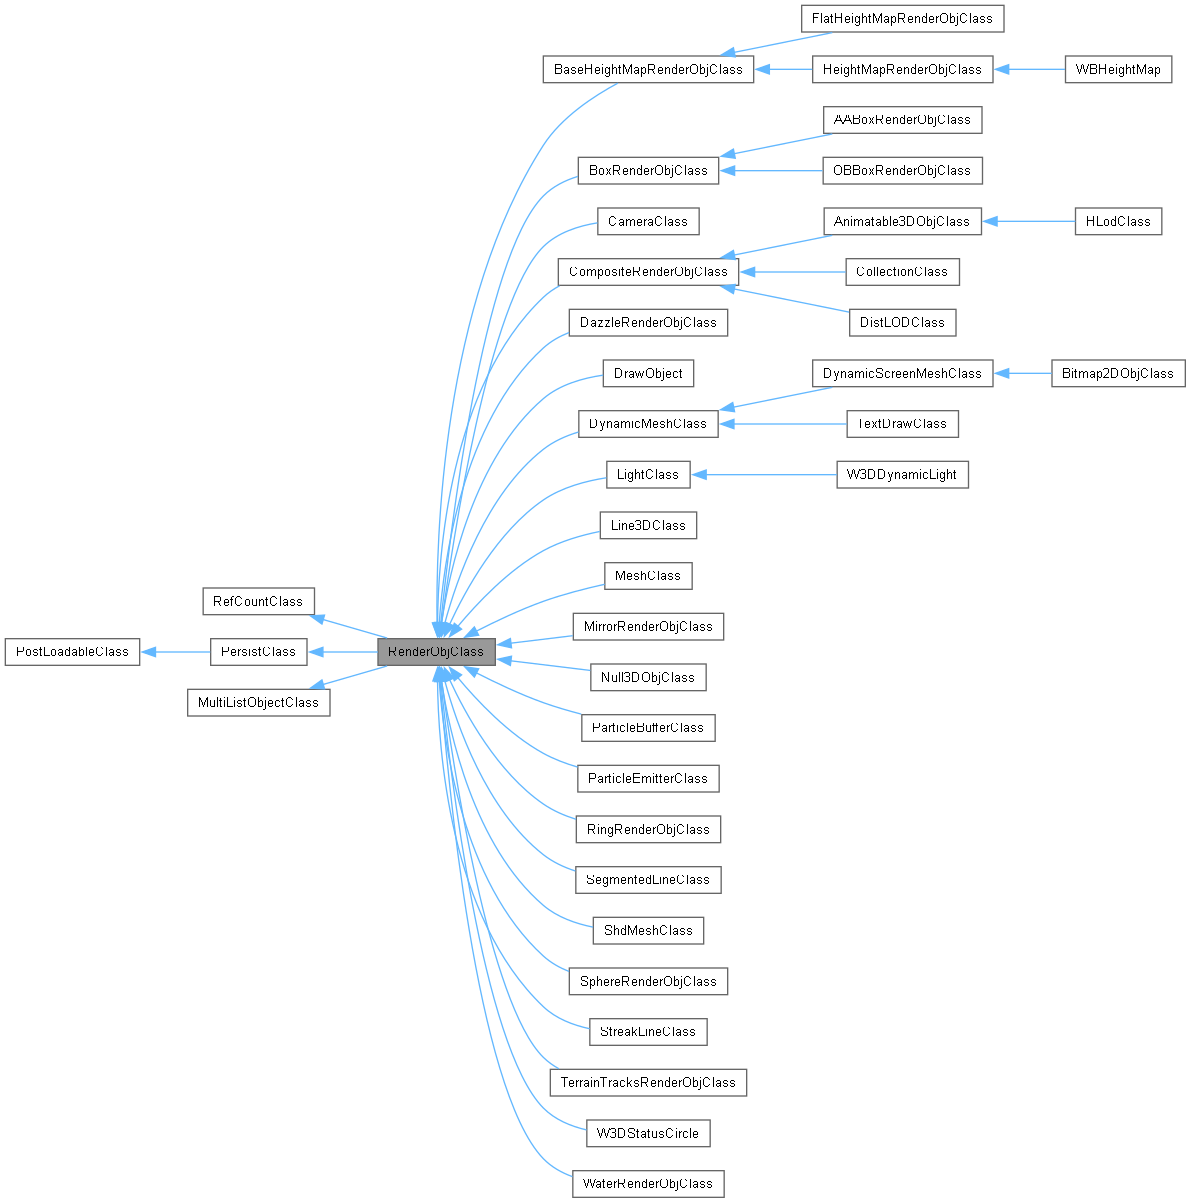 FlatHeightMapRenderObjClass
BaseHeightMapRenderObjClass
HeightMapRenderObjClass
WBHeightMap
AABoxRenderObjClass
BoxRenderObjClass
OBBoxRenderObjClass
CameraClass
Animatable3DObjClass
HLodClass
CompositeRenderObjClass
CollectionClass
DistLODClass
DazzleRenderObjClass
DrawObject
DynamicScreenMeshClass
Bitmap2DObjClass
DynamicMeshClass
TextDrawClass
LightClass
W3DDynamicLight
Line3DClass
MeshClass
RefCountClass
MirrorRenderObjClass
PostLoadableClass
PersistClass
RenderObjClass
Null3DObjClass
MultiListObjectClass
ParticleBufferClass
ParticleEmitterClass
RingRenderObjClass
SegmentedLineClass
ShdMeshClass
SphereRenderObjClass
StreakLineClass
TerrainTracksRenderObjClass
W3DStatusCircle
WaterRenderObjClass